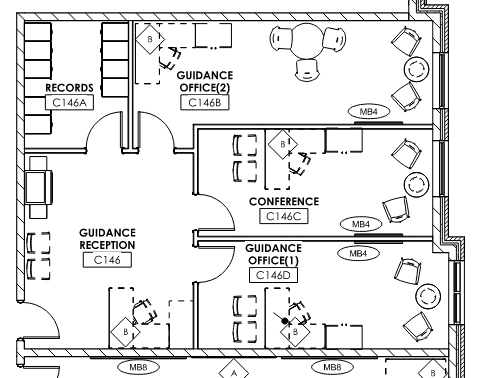 B
RECORDS
C146A
GUIDANCE
OFFICE(2)
C146B
MB4
B
CONFERENCE
C146C
MB4
GUIDANCE
RECEPTION
C146
GUIDANCE
OFFICE(1)
C146D
MB4
B
B
MB8
A
MB8
B